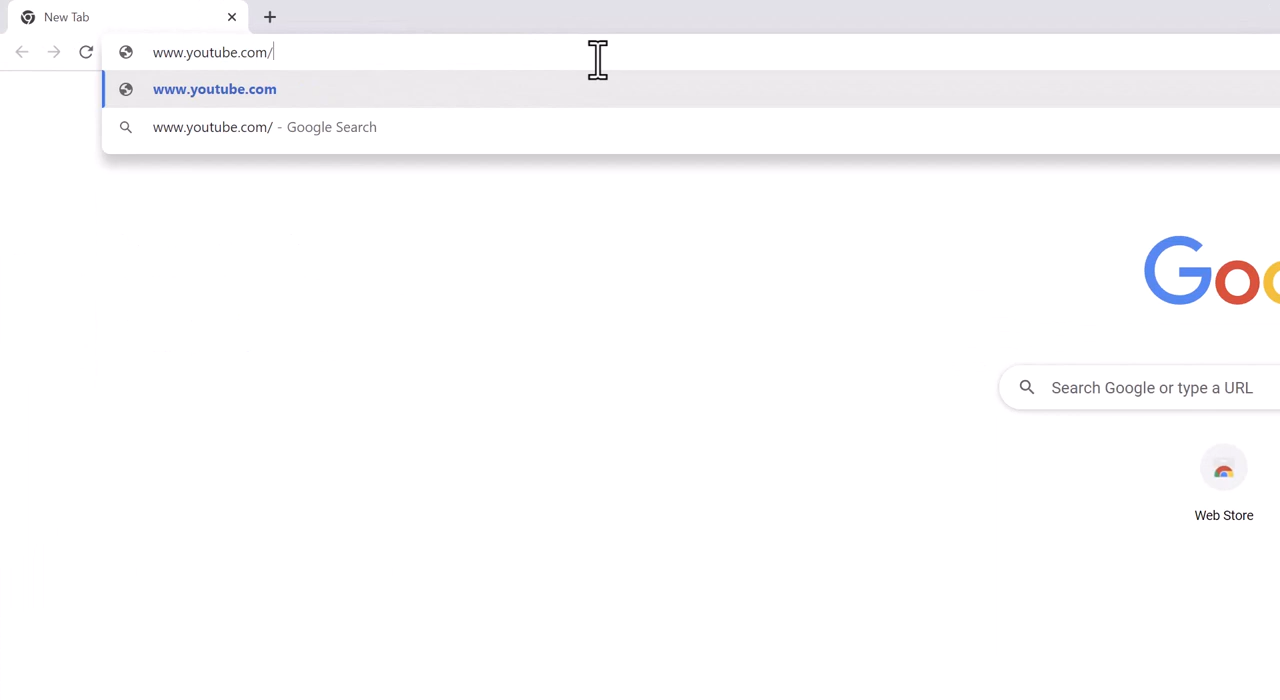 New Tab
www.youtube.com/
www.youtube.com
www.youtube.com/ - Google Search
Goo
Search Google or type a URL
Web Store